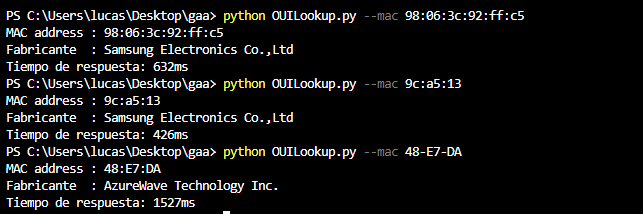 PS C:\Users\lucas\Desktop\gaa> python OUILookup.py --mac 98:06:3c:92:ff:c5
MAC address : 98:06:3c:92:ff:c5
Fabricante  : Samsung Electronics Co.,Ltd
Tiempo de respuesta: 632ms
PS C:\Users\lucas\Desktop\gaa> python OUILookup.py --mac 9c:a5:13
MAC address : 9c:a5:13
Fabricante  : Samsung Electronics Co.,Ltd
Tiempo de respuesta: 426ms
PS C:\Users\lucas\Desktop\gaa> python OUILookup.py --mac 48-E7-DA
MAC address : 48:E7:DA
Fabricante  : AzureWave Technology Inc.
Tiempo de respuesta: 1527ms